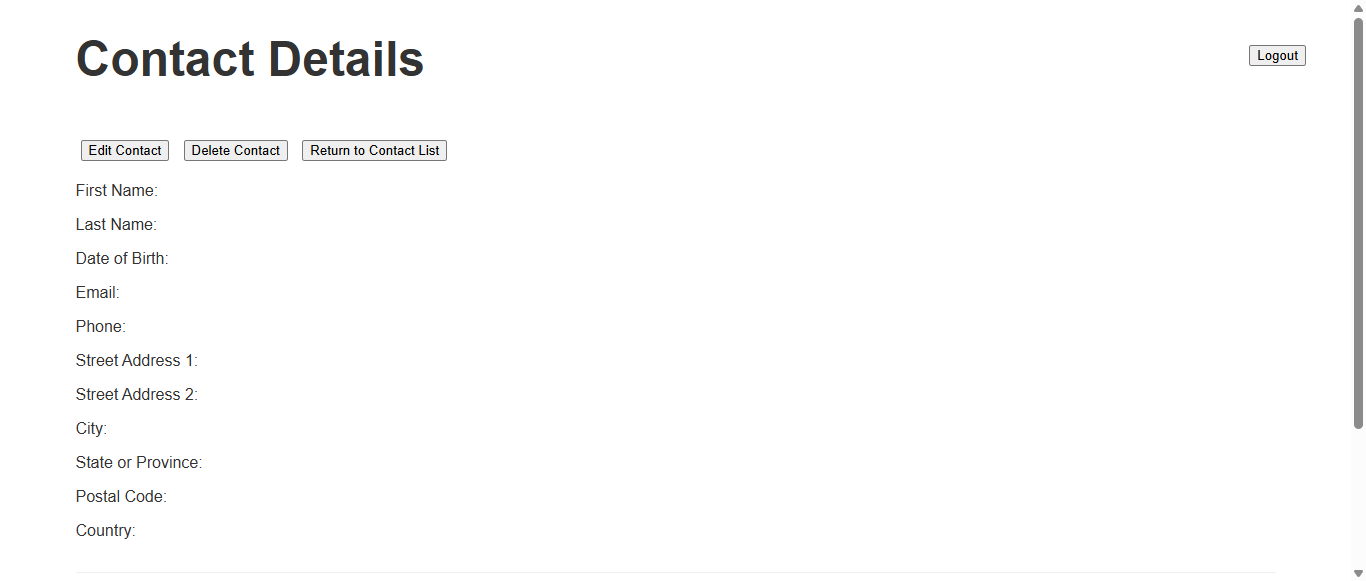 Contact Details
Logout
Edit Contact Delete Contact Return to Contact List
First Name:
Last Name:
Date of Birth:
Email:
Phone:
Street Address 1:
Street Address 2:
City:
State or Province:
Postal Code:
Country: